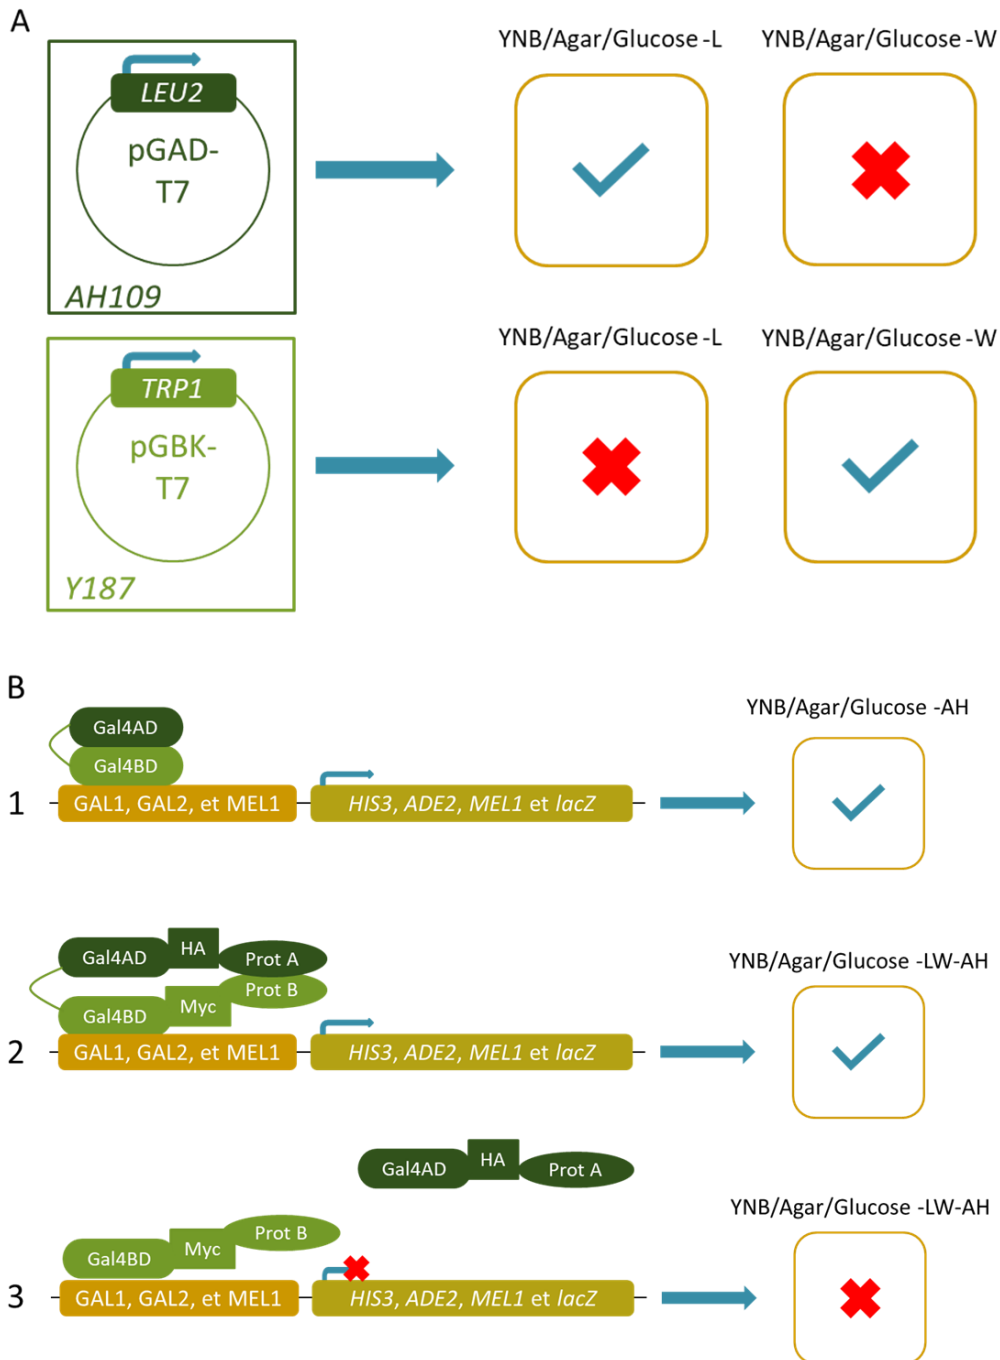 A
YNB/Agar/Glucose -L
YNB/Agar/Glucose -W
LEU2
pGAD-
T7
AH109
YNB/Agar/Glucose -L
YNB/Agar/Glucose -W
TRP1
pGBK-
T7
Y187
B
YNB/Agar/Glucose -AH
Gal4AD
Gal4BD
1
GAL1, GAL2, et MEL1
HIS3, ADE2, MEL1 et lacZ
YNB/Agar/Glucose -LW-AH
Gal4AD
HA
Prot A
Gal4BD
Myc
Prot B
2
GAL1, GAL2, et MEL1
HIS3, ADE2, MEL1 et lacZ
Gal4AD
HA
Prot A
YNB/Agar/Glucose -LW-AH
Gal4BD
Myc
Prot B
3
GAL1, GAL2, et MEL1
HIS3, ADE2, MEL1 et lacZ